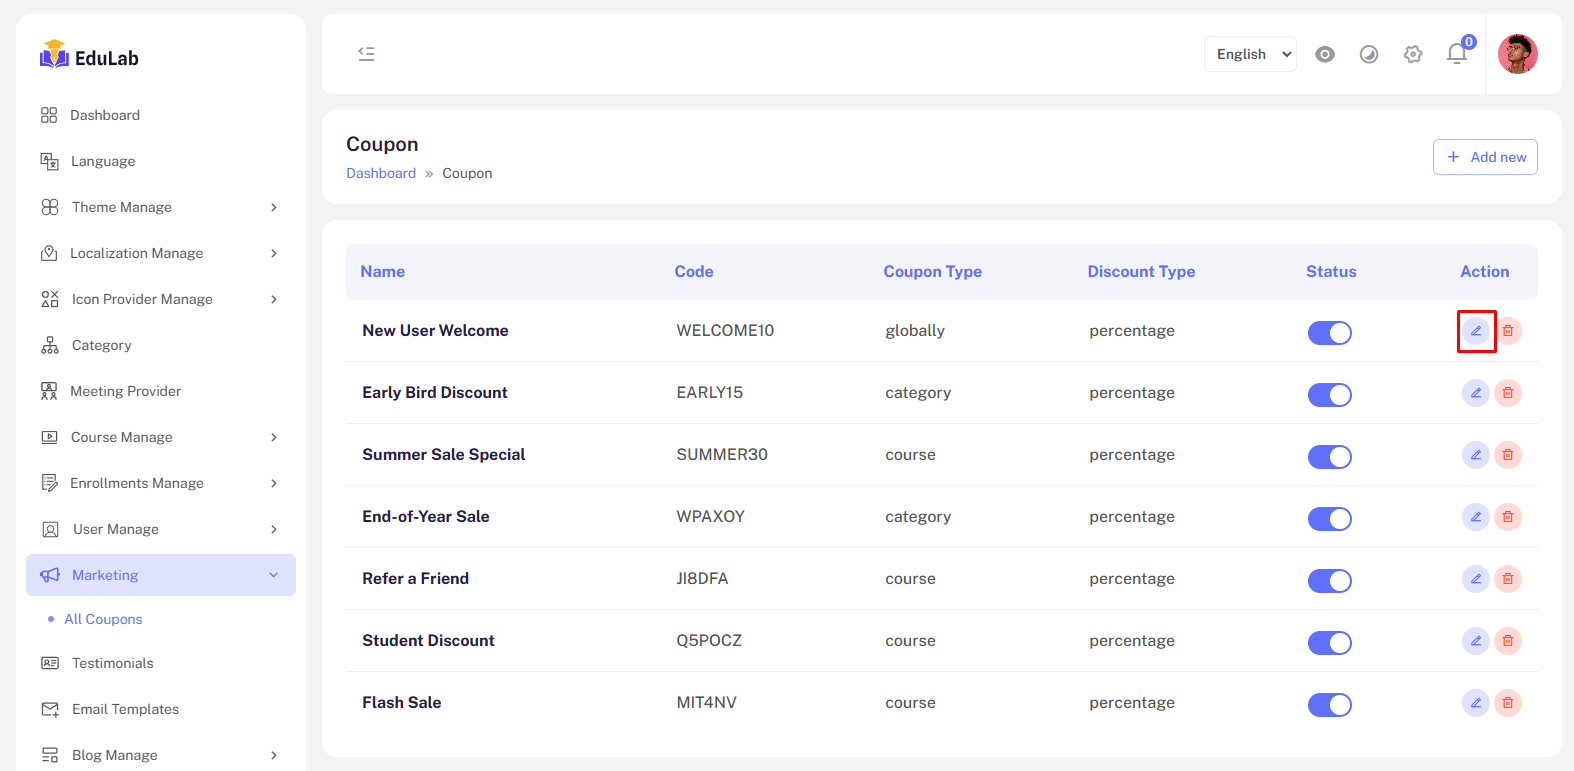 EduLab
Dashboard
Language
Theme Manage
Localization Manage
Icon Provider Manage
Category
Meeting Provider
Course Manage
Enrollments Manage
User Manage
Marketing
All Coupons
Testimonials
Email Templates
Blog Manage
English
0
Coupon
Dashboard » Coupon
+ Add new
Name Code Coupon Type Discount Type Status Action
New User Welcome WELCOME10 globally percentage
Early Bird Discount EARLY15 category percentage
Summer Sale Special SUMMER30 course percentage
End-of-Year Sale WPAXOY category percentage
Refer a Friend JI8DFA course percentage
Student Discount Q5POCZ course percentage
Flash Sale MIT4NV course percentage